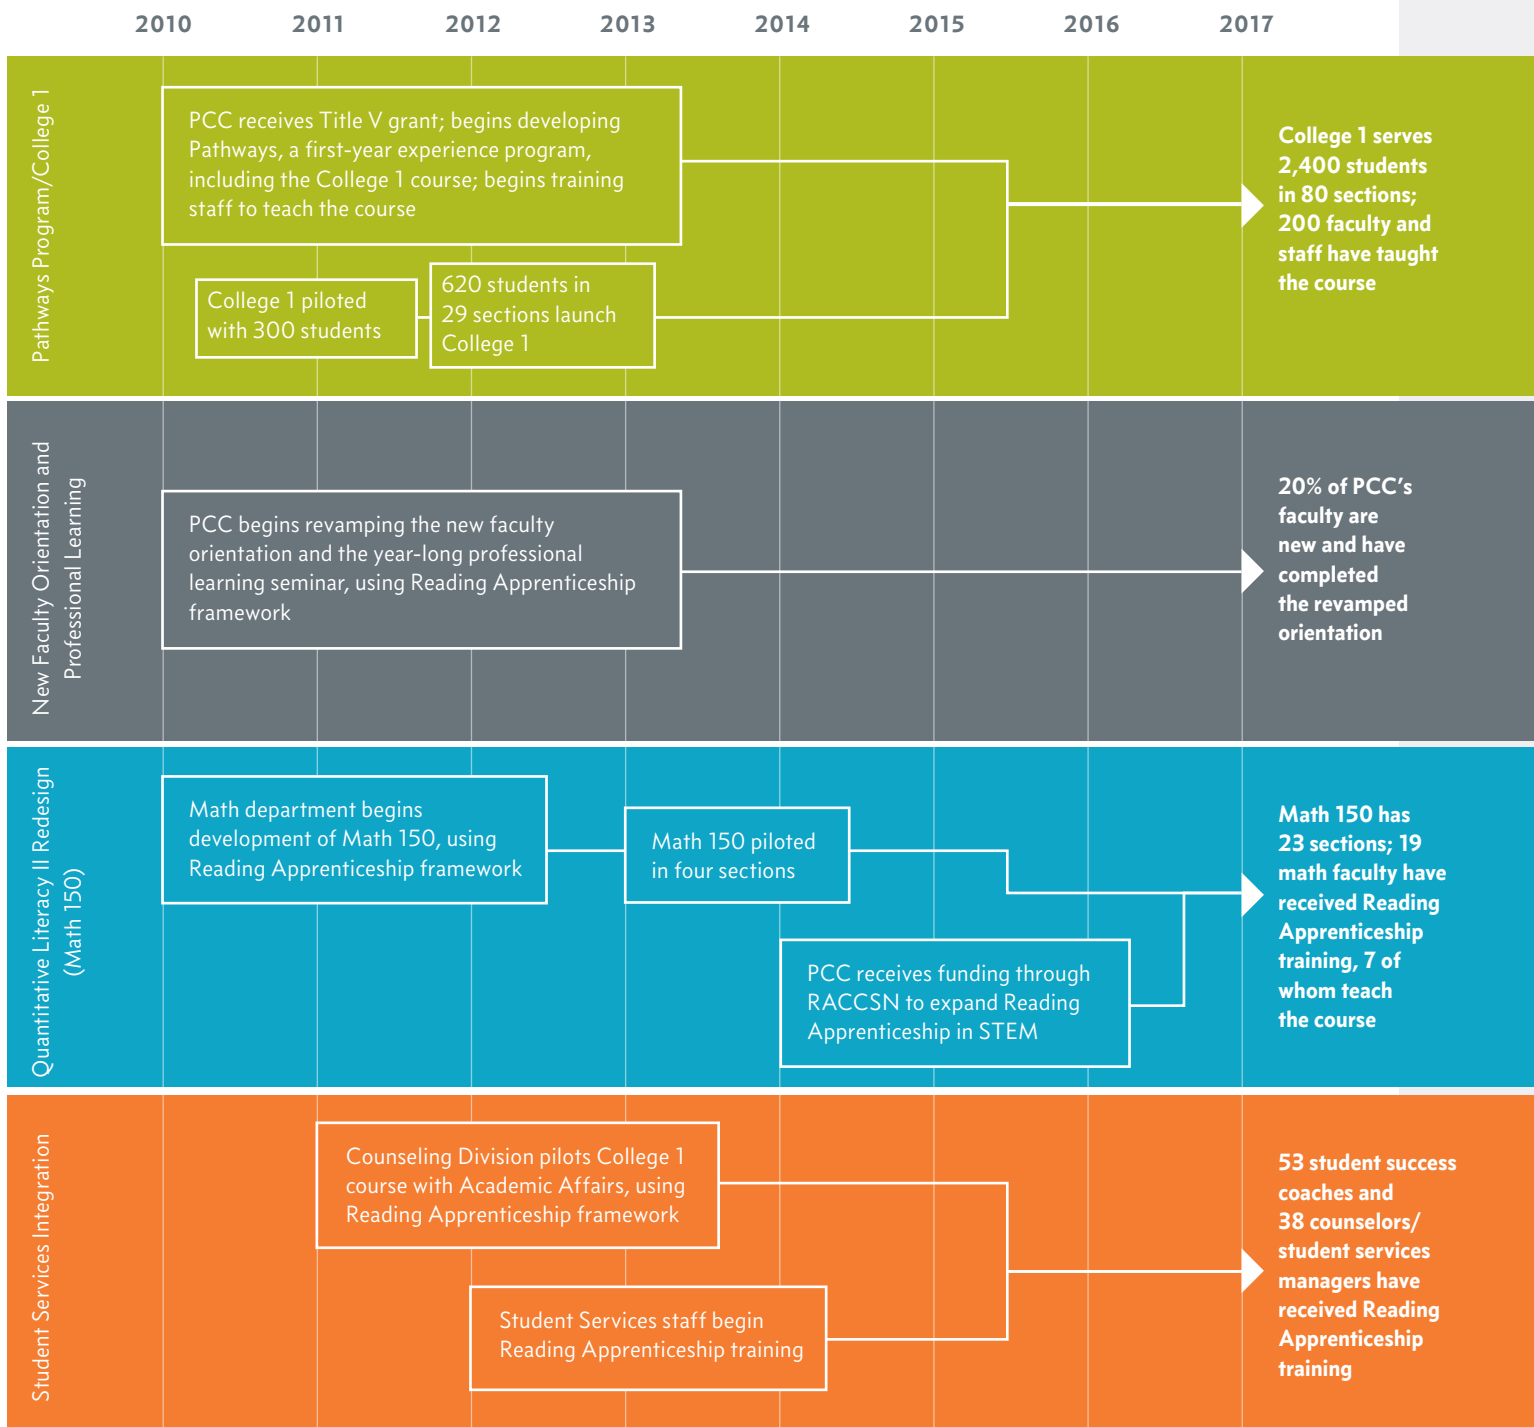 2010 2011 2012 2013 2014 2015 2016 2017
Pathways Program/College 1
PCC receives Title V grant; begins developing
Pathways, a first-year experience program,
including the College 1 course; begins training
staff to teach the course
College 1 piloted
with 300 students
620 students in
29 sections launch
College 1
College 1 serves
2,400 students
in 80 sections;
200 faculty and
staff have taught
the course
New Faculty Orientation and
Professional Learning
PCC begins revamping the new faculty
orientation and the year-long professional
learning seminar, using Reading Apprenticeship
framework
20% of PCC’s
faculty are
new and have
completed
the revamped
orientation
Quantitative Literacy II Redesign
(Math 150)
Math department begins
development of Math 150, using
Reading Apprenticeship framework
Math 150 piloted
in four sections
PCC receives funding through
RACCSN to expand Reading
Apprenticeship in STEM
Math 150 has
23 sections; 19
math faculty have
received Reading
Apprenticeship
training, 7 of
whom teach
the course
Student Services Integration
Counseling Division pilots College 1
course with Academic Affairs, using
Reading Apprenticeship framework
Student Services staff begin
Reading Apprenticeship training
53 student success
coaches and
38 counselors/
student services
managers have
received Reading
Apprenticeship
training